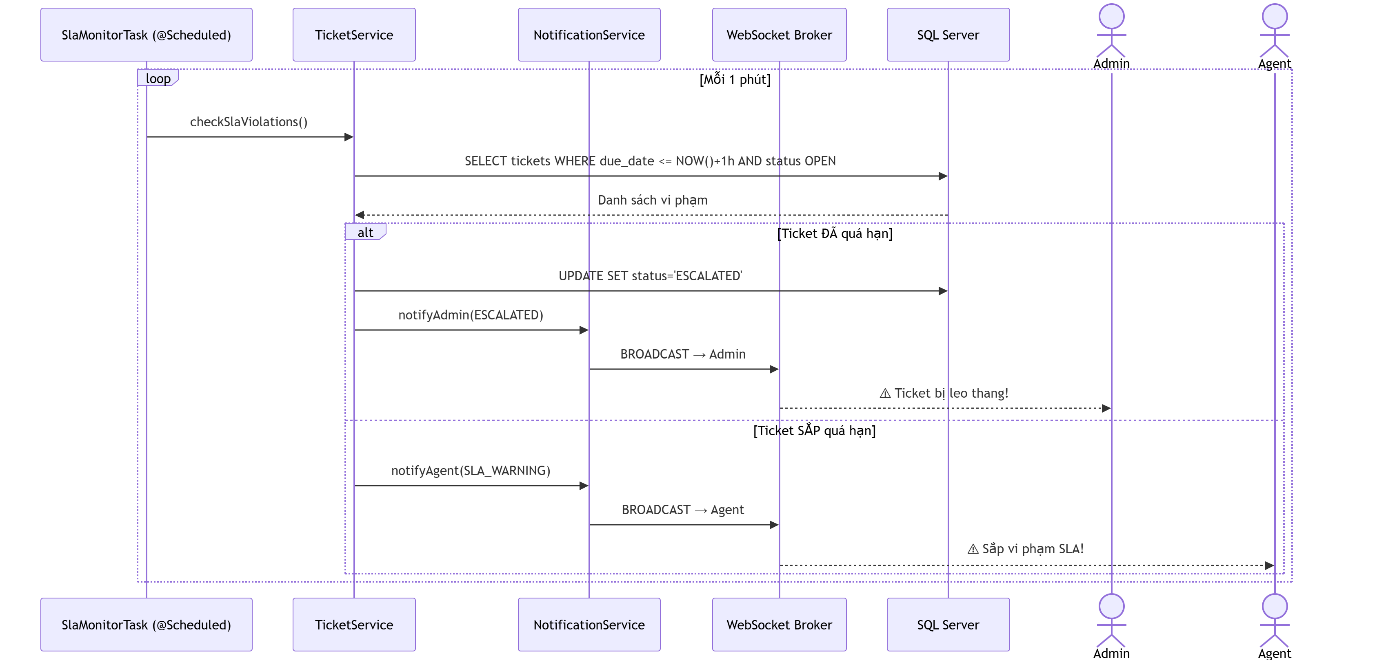 SlaMonitorTask (@Scheduled)
TicketService
NotificationService
WebSocket Broker
SQL Server
Admin
Agent
loop
[Mỗi 1 phút]
checkSlaViolations()
SELECT tickets WHERE due_date <= NOW()+1h AND status OPEN
Danh sách vi phạm
alt
[Ticket ĐÃ quá hạn]
UPDATE SET status='ESCALATED'
notifyAdmin(ESCALATED)
BROADCAST → Admin
⚠ Ticket bị leo thang!
[Ticket SẮP quá hạn]
notifyAgent(SLA_WARNING)
BROADCAST → Agent
⚠ Sắp vi phạm SLA!
SlaMonitorTask (@Scheduled)
TicketService
NotificationService
WebSocket Broker
SQL Server
Admin
Agent